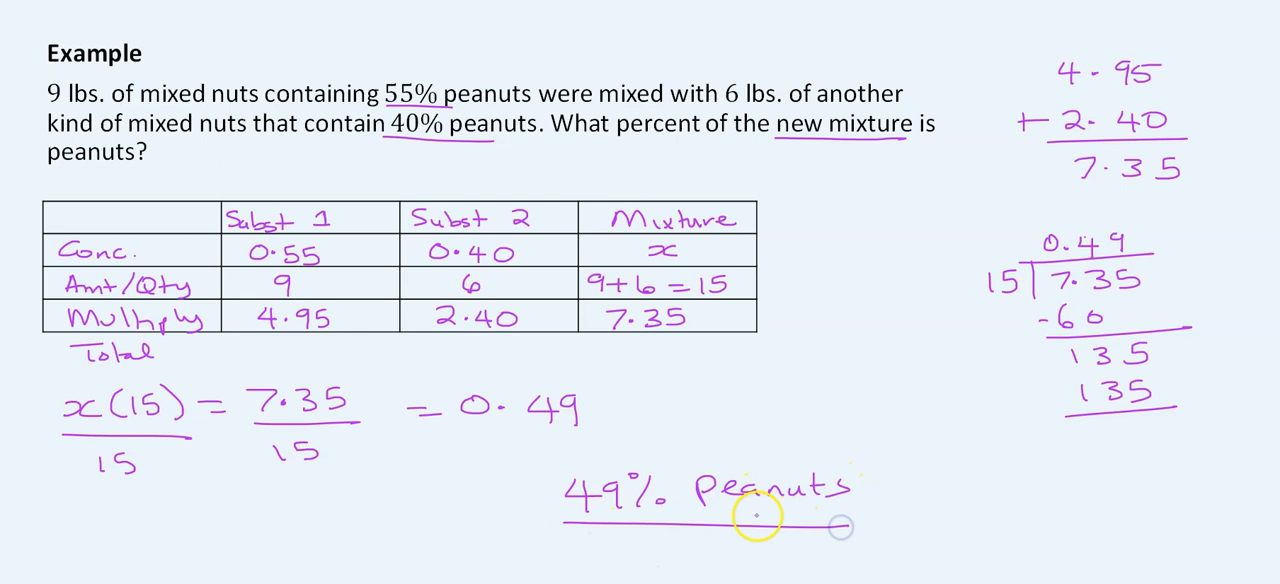 Example
9 lbs. of mixed nuts containing 55% peanuts were mixed with 6 lbs. of another
kind of mixed nuts that contain 40% peanuts. What percent of the new mixture is
peanuts?
Subst 1 Subst 2 Mixture
Conc. 0.55 0.40 x
Amt/Qty 9 6 9+6=15
Multiply 4.95 2.40 7.35
Total
x(15) = 7.35 = 0.49
15 15
49% Peanuts
4.95
+ 2.40
7.35
0.49
15 7.35
-60
135
135